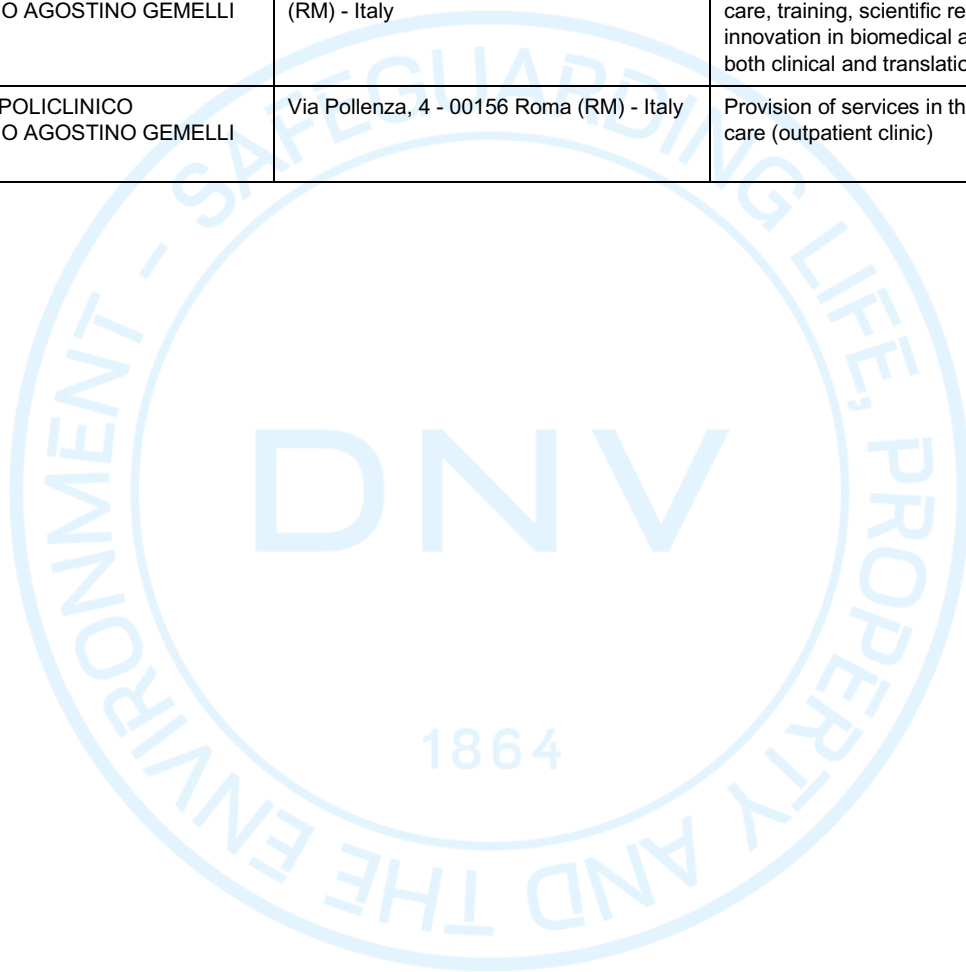 O AGOSTINO GEMELLI
(RM) - Italy
care, training, scientific re
innovation in biomedical a
both clinical and translatio
POLICLINICO
O AGOSTINO GEMELLI
Via Pollenza, 4 - 00156 Roma (RM) - Italy
Provision of services in th
care (outpatient clinic)
SAFEGUARDING LIFE, PROPERTY AND THE ENVIRONMENT -
DNV
1864